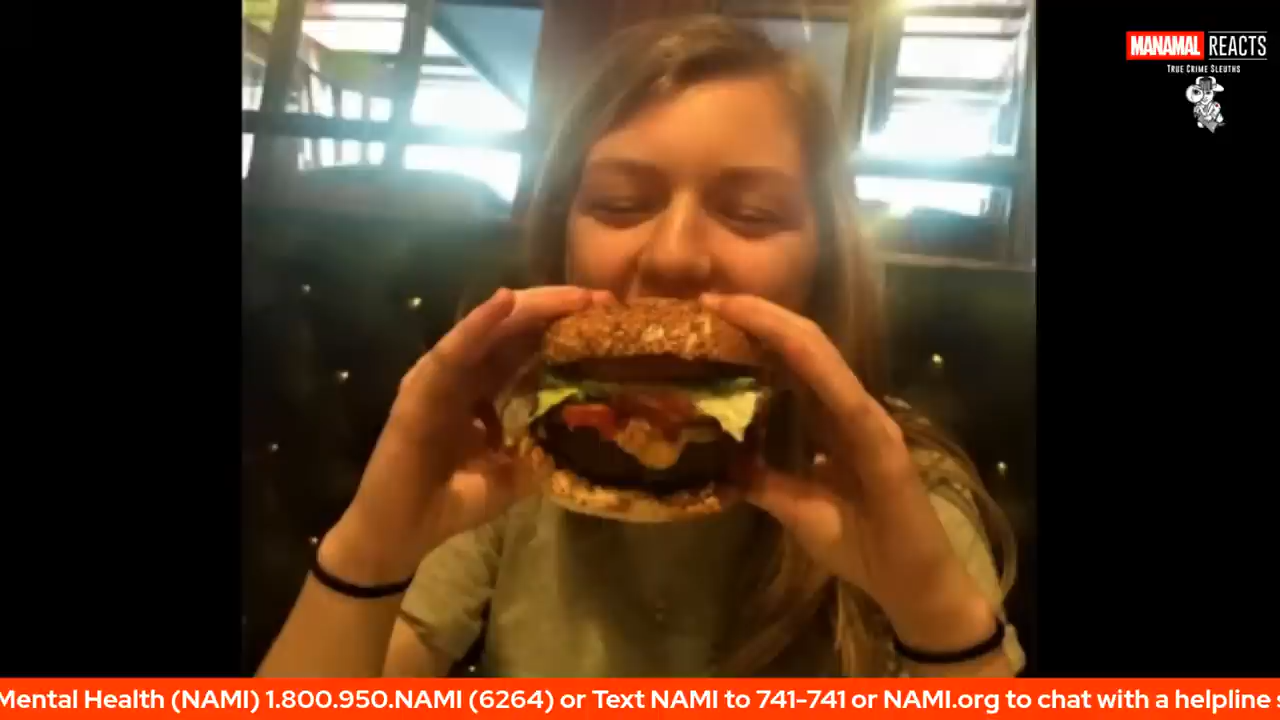 MANAMAL REACTS
TRUE CRIME SLEUTHS
Mental Health (NAMI) 1.800.950.NAMI (6264) or Text NAMI to 741-741 or NAMI.org to chat with a helpline